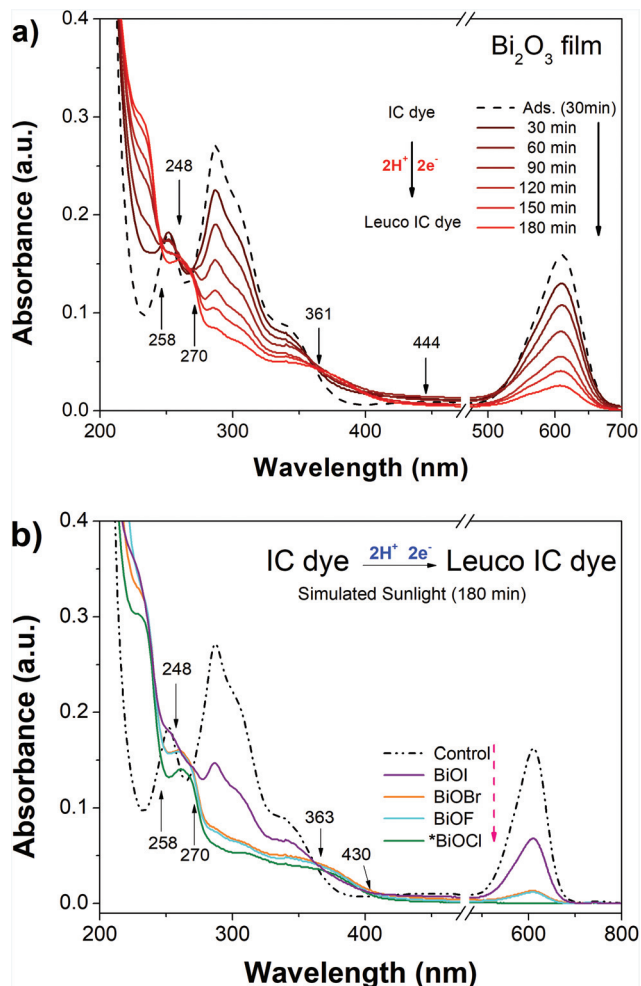 a)
Bi₂O₃ film
Absorbance (a.u.)
0.4
0.3
0.2
0.1
0.0
IC dye
2H⁺ 2e⁻
Leuco IC dye
Ads. (30min)
30 min
60 min
90 min
120 min
150 min
180 min
248
258
270
361
444
200
300
400
500
600
700
Wavelength (nm)
b)
IC dye 2H⁺ 2e⁻ Leuco IC dye
Simulated Sunlight (180 min)
Absorbance (a.u.)
0.4
0.3
0.2
0.1
0.0
248
258
270
363
430
Control
BiOI
BiOBr
BiOF
*BiOCl
200
300
400
600
800
Wavelength (nm)